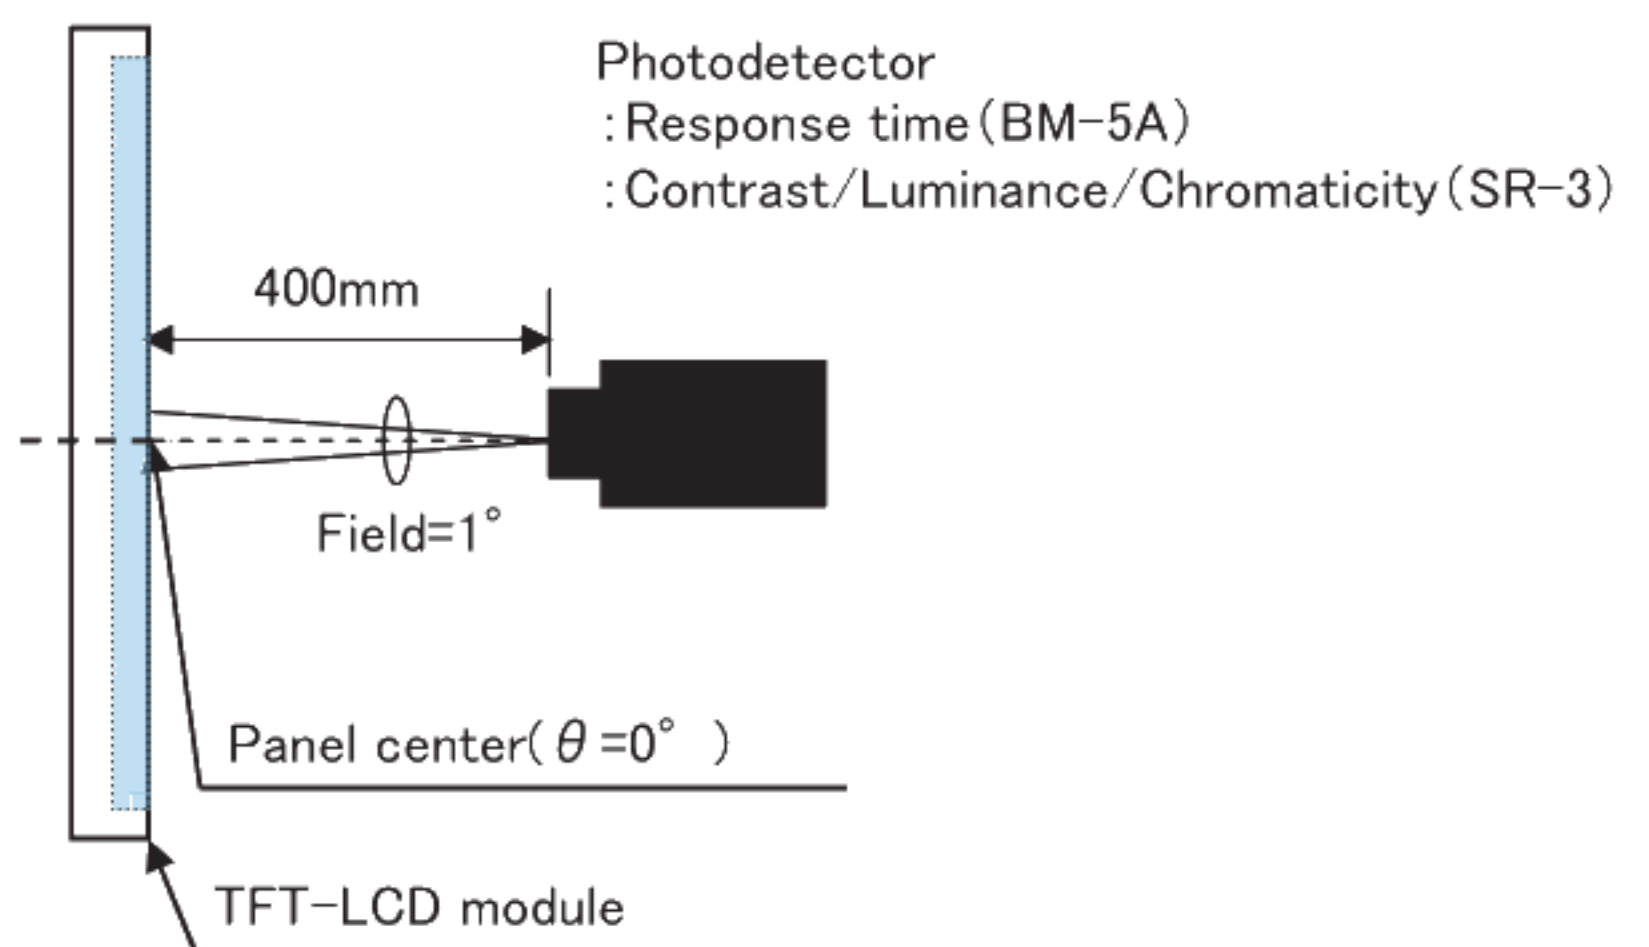 Photodetector
:Response time(BM-5A)
:Contrast/Luminance/Chromaticity(SR-3)
400mm
Field=1°
Panel center( θ =0° )
TFT-LCD module